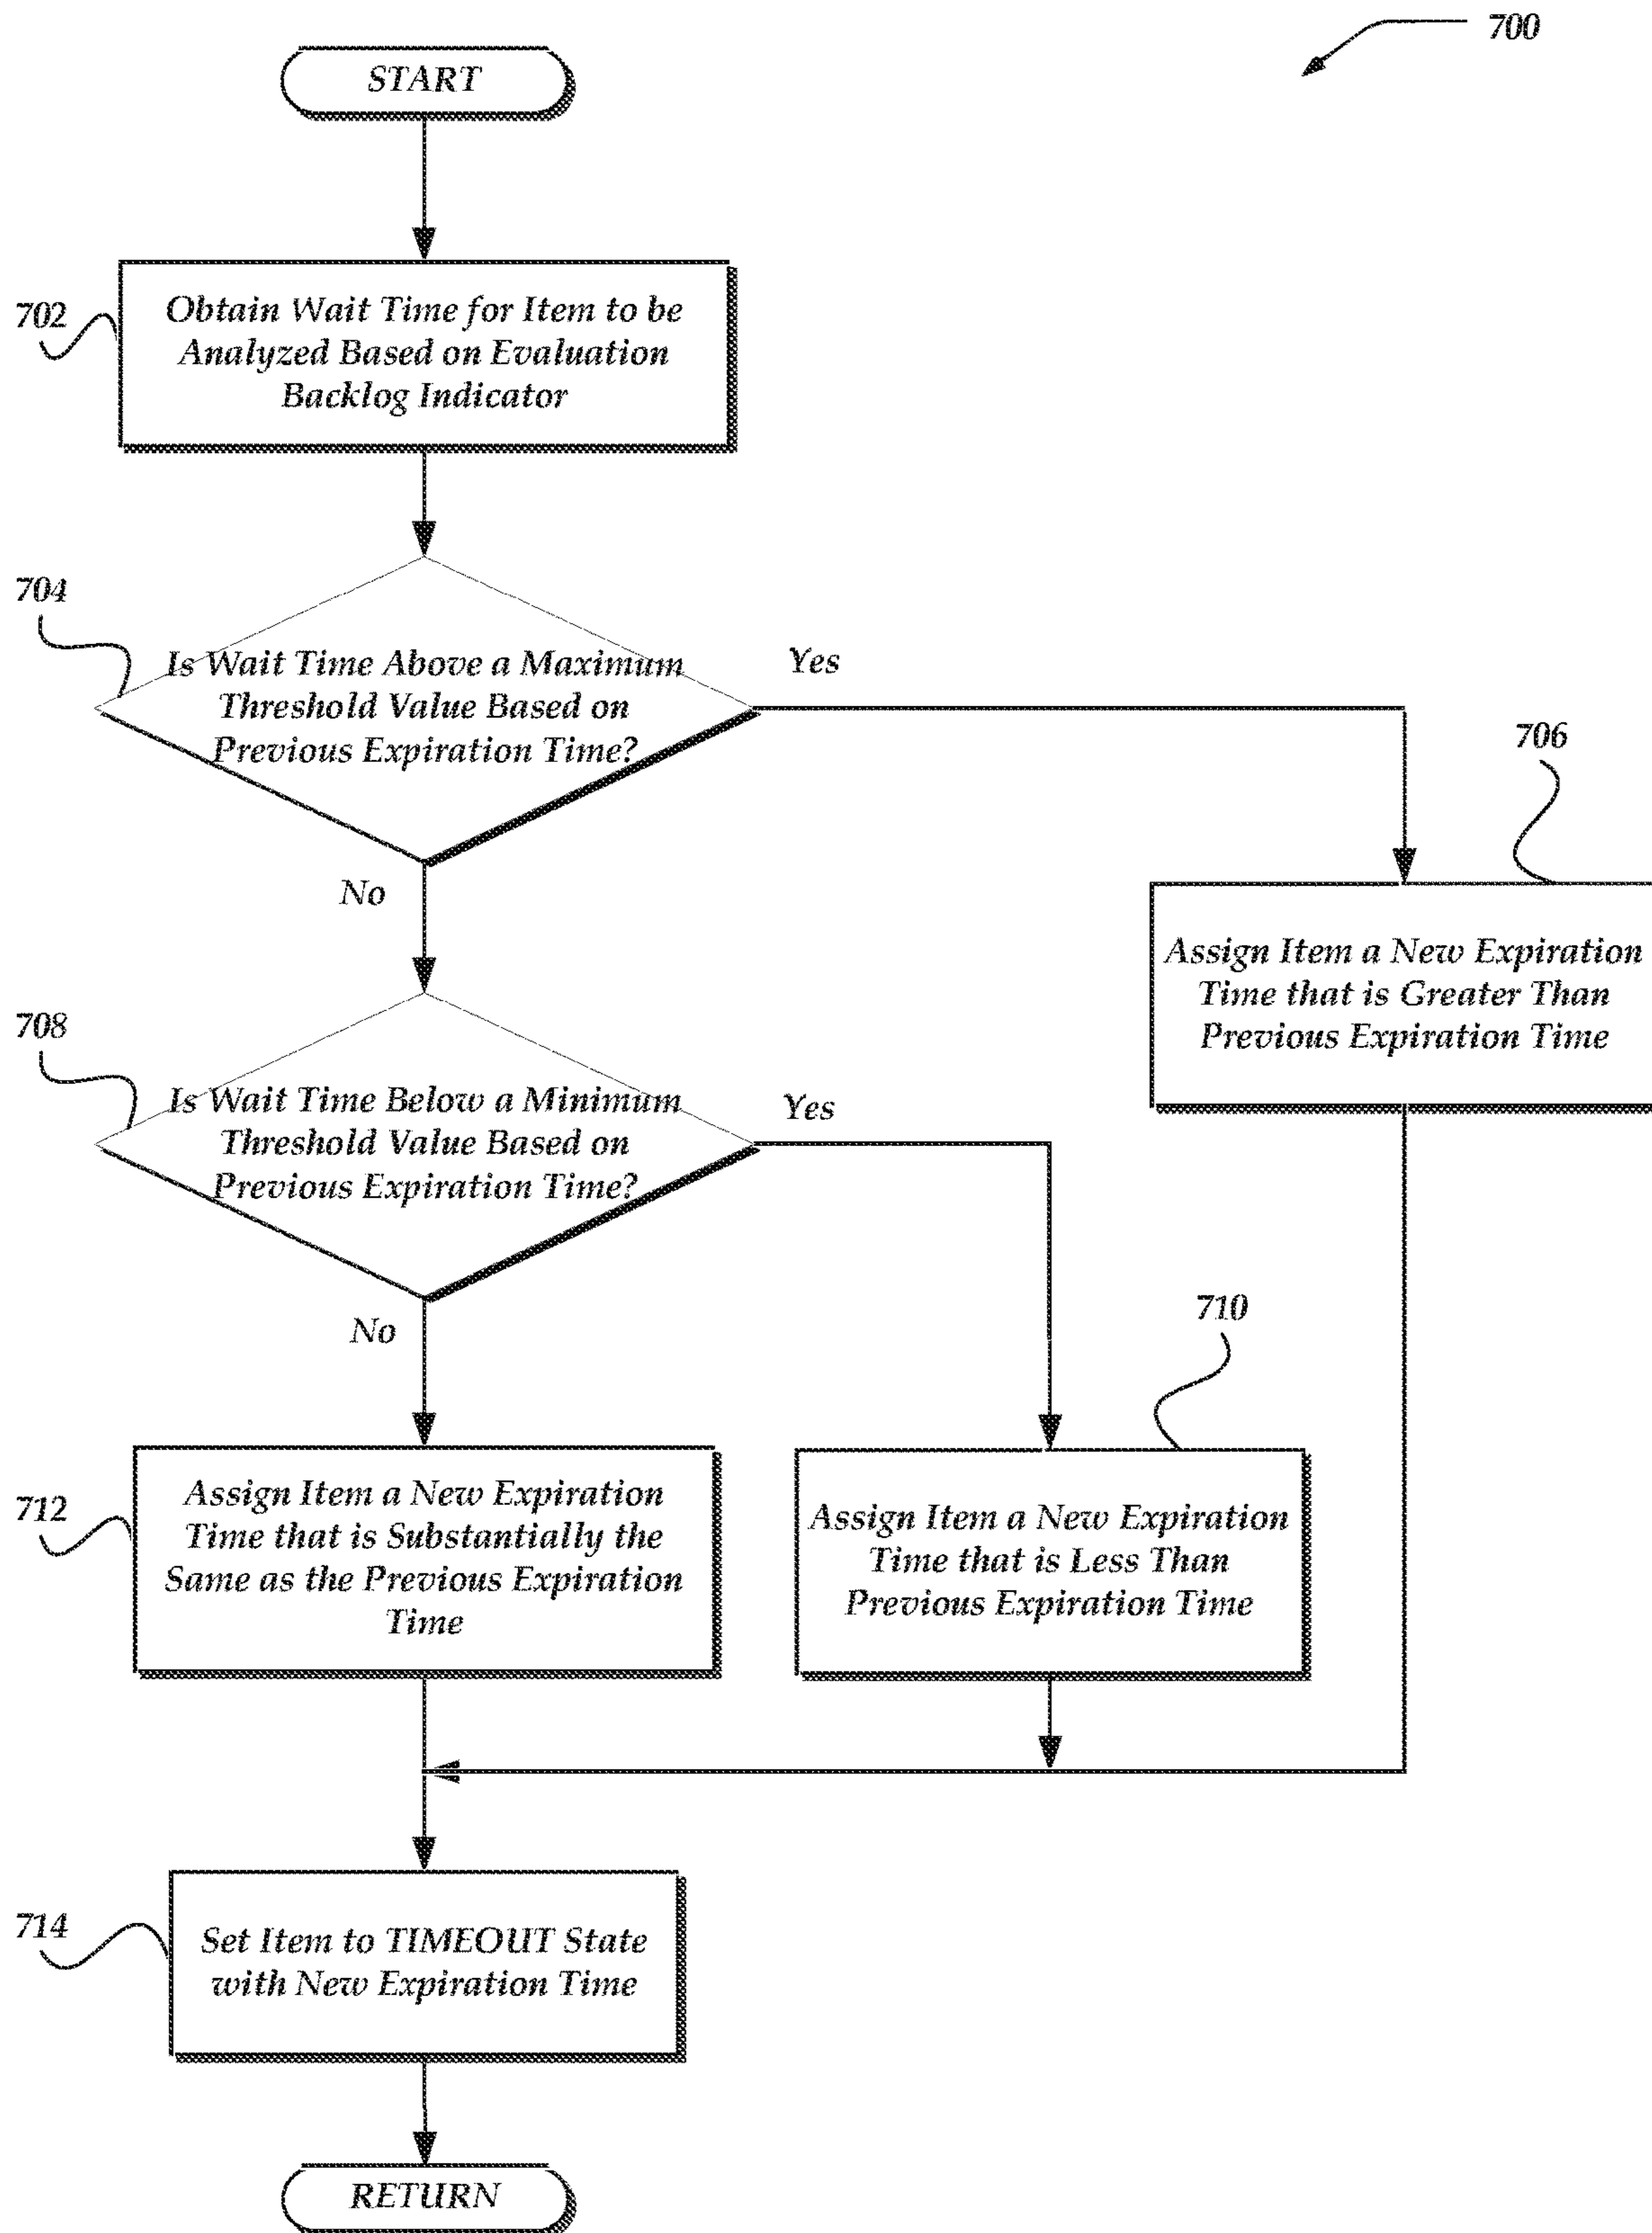 700
START
702
Obtain Wait Time for Item to be
Analyzed Based on Evaluation
Backlog Indicator
704
Is Wait Time Above a Maximum
Threshold Value Based on
Previous Expiration Time?
Yes
No
706
Assign Item a New Expiration
Time that is Greater Than
Previous Expiration Time
708
Is Wait Time Below a Minimum
Threshold Value Based on
Previous Expiration Time?
Yes
No
710
Assign Item a New Expiration
Time that is Less Than
Previous Expiration Time
712
Assign Item a New Expiration
Time that is Substantially the
Same as the Previous Expiration
Time
714
Set Item to TIMEOUT State
with New Expiration Time
RETURN